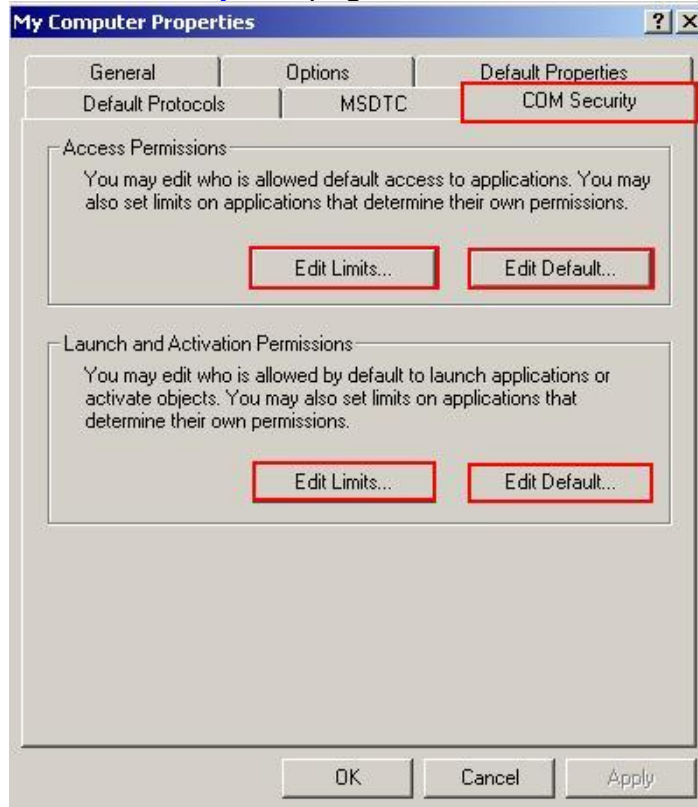 My Computer Properties
? X
General Options Default Properties
Default Protocols MSDTC COM Security
Access Permissions
You may edit who is allowed default access to applications. You may
also set limits on applications that determine their own permissions.
Edit Limits... Edit Default...
Launch and Activation Permissions
You may edit who is allowed by default to launch applications or
activate objects. You may also set limits on applications that
determine their own permissions.
Edit Limits... Edit Default...
OK Cancel Apply